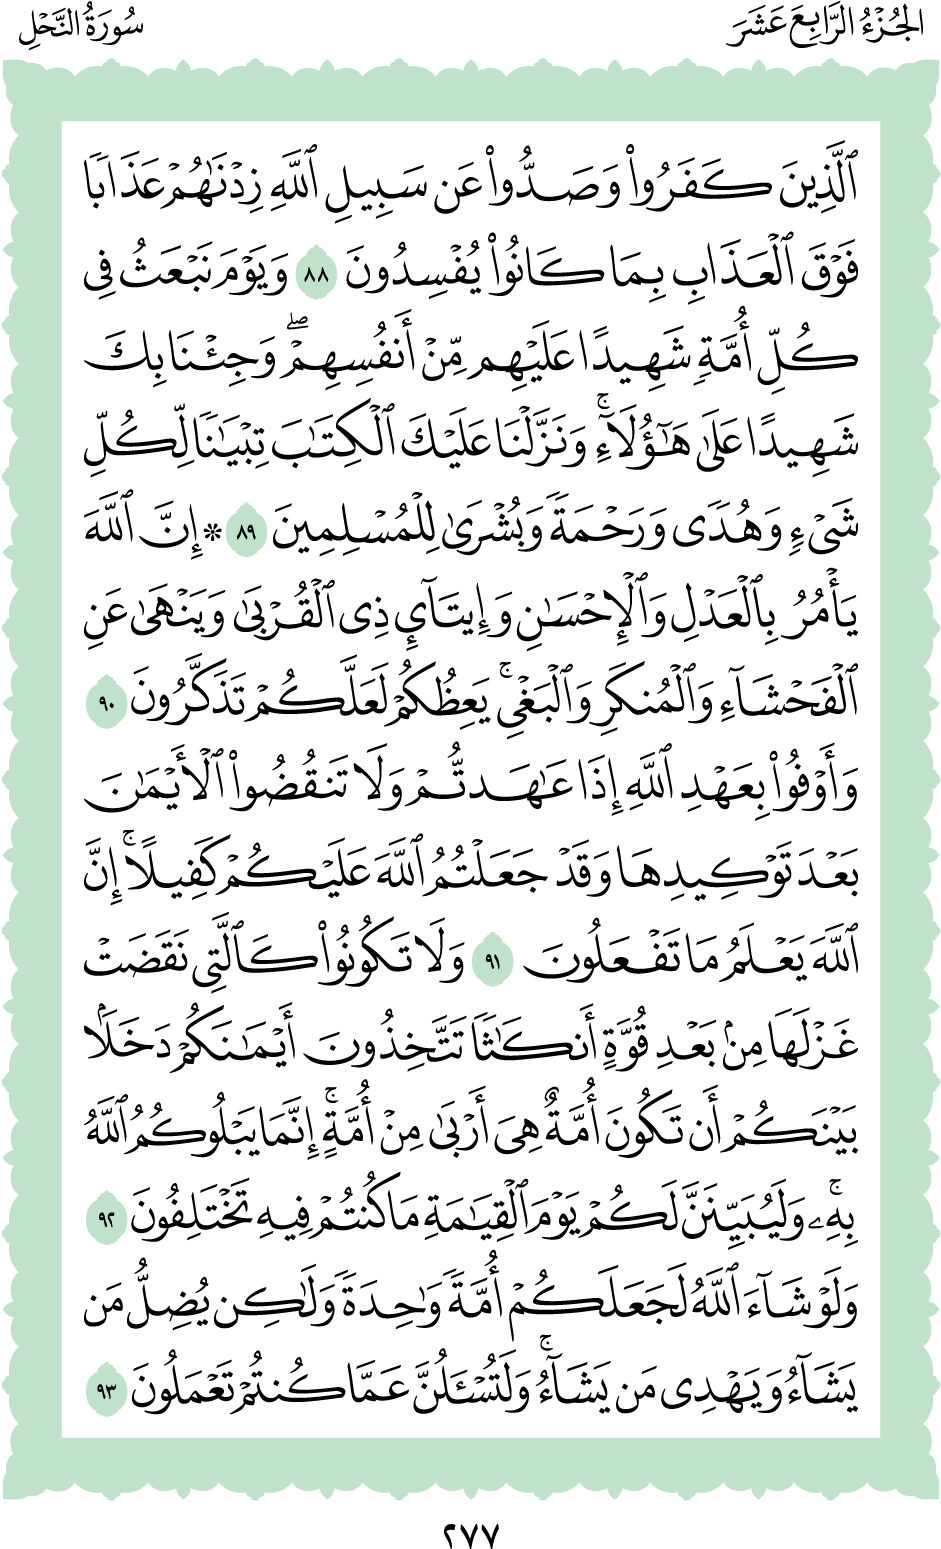 الجُزْءُ الرَّابِعَ عَشَرَ
سُورَةُ النَّحْلِ
ٱلَّذِينَ كَفَرُوا۟ وَصَدُّوا۟ عَن سَبِيلِ ٱللَّهِ زِدْنَٰهُمْ عَذَابًا
فَوْقَ ٱلْعَذَابِ بِمَا كَانُوا۟ يُفْسِدُونَ ٨٨ وَيَوْمَ نَبْعَثُ فِى
كُلِّ أُمَّةٍ شَهِيدًا عَلَيْهِم مِّنْ أَنفُسِهِمْ ۖ وَجِئْنَا بِكَ
شَهِيدًا عَلَىٰ هَٰٓؤُلَآءِ ۚ وَنَزَّلْنَا عَلَيْكَ ٱلْكِتَٰبَ تِبْيَٰنًا لِّكُلِّ
شَىْءٍ وَهُدًى وَرَحْمَةً وَبُشْرَىٰ لِلْمُسْلِمِينَ ٨٩ * إِنَّ ٱللَّهَ
يَأْمُرُ بِٱلْعَدْلِ وَٱلْإِحْسَٰنِ وَإِيتَآئِ ذِى ٱلْقُرْبَىٰ وَيَنْهَىٰ عَنِ
ٱلْفَحْشَآءِ وَٱلْمُنكَرِ وَٱلْبَغْىِ ۚ يَعِظُكُمْ لَعَلَّكُمْ تَذَكَّرُونَ ٩٠
وَأَوْفُوا۟ بِعَهْدِ ٱللَّهِ إِذَا عَٰهَدتُّمْ وَلَا تَنقُضُوا۟ ٱلْأَيْمَٰنَ
بَعْدَ تَوْكِيدِهَا وَقَدْ جَعَلْتُمُ ٱللَّهَ عَلَيْكُمْ كَفِيلًا ۚ إِنَّ
ٱللَّهَ يَعْلَمُ مَا تَفْعَلُونَ ٩١ وَلَا تَكُونُوا۟ كَٱلَّتِى نَقَضَتْ
غَزْلَهَا مِنۢ بَعْدِ قُوَّةٍ أَنكَٰثًا تَتَّخِذُونَ أَيْمَٰنَكُمْ دَخَلًۢا
بَيْنَكُمْ أَن تَكُونَ أُمَّةٌ هِىَ أَرْبَىٰ مِنْ أُمَّةٍ ۚ إِنَّمَا يَبْلُوكُمُ ٱللَّهُ
بِهِۦ ۚ وَلَيُبَيِّنَنَّ لَكُمْ يَوْمَ ٱلْقِيَٰمَةِ مَا كُنتُمْ فِيهِ تَخْتَلِفُونَ ٩٢
وَلَوْ شَآءَ ٱللَّهُ لَجَعَلَكُمْ أُمَّةً وَٰحِدَةً وَلَٰكِن يُضِلُّ مَن
يَشَآءُ وَيَهْدِى مَن يَشَآءُ ۚ وَلَتُسْـَٔلُنَّ عَمَّا كُنتُمْ تَعْمَلُونَ ٩٣
٢٧٧